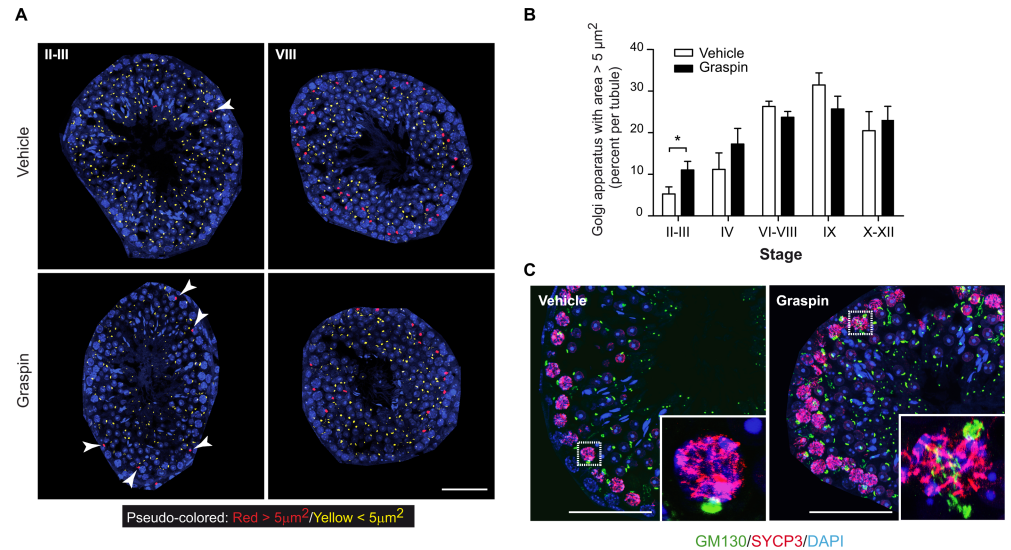 A
II-III
VIII
Vehicle
Graspin
Pseudo-colored: Red > 5μm²/Yellow < 5μm²
B
Golgi apparatus with area > 5 μm²
(percent per tubule)
40
30
20
10
0
Vehicle
Graspin
*
II-III
IV
VI-VIII
IX
X-XII
Stage
C
Vehicle
Graspin
GM130/SYCP3/DAPI